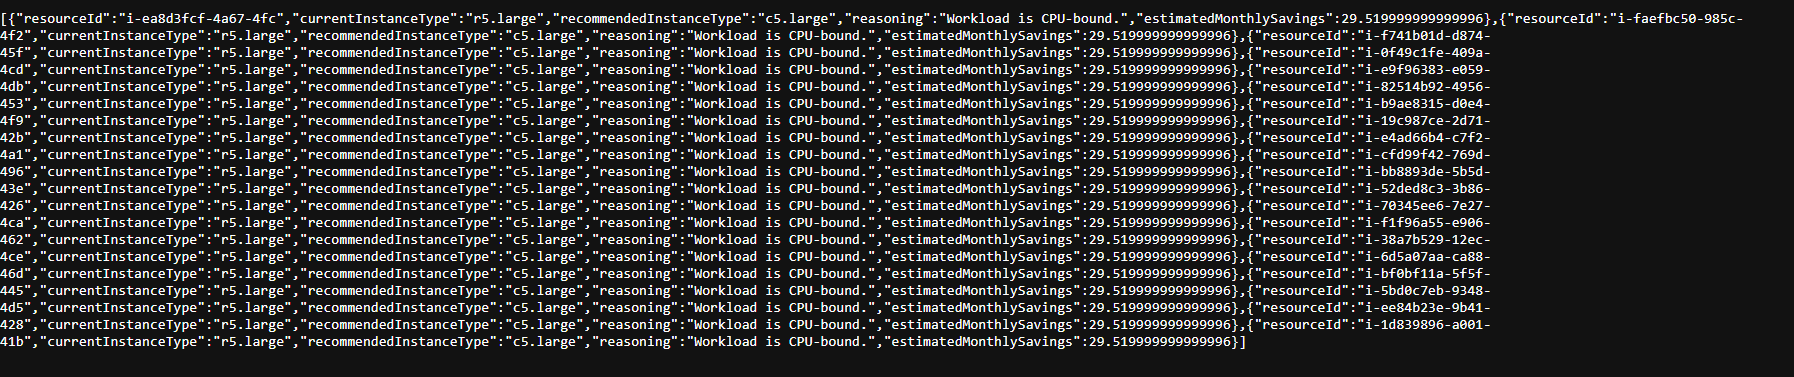 [{"resourceId":"i-ea8d3fcf-4a67-4fc","currentInstanceType":"r5.large","recommendedInstanceType":"c5.large","reasoning":"Workload is CPU-bound.","estimatedMonthlySavings":29.519999999999996},{"resourceId":"i-faefbc50-985c-
4f2","currentInstanceType":"r5.large","recommendedInstanceType":"c5.large","reasoning":"Workload is CPU-bound.","estimatedMonthlySavings":29.519999999999996},{"resourceId":"i-f741b01d-d874-
45f","currentInstanceType":"r5.large","recommendedInstanceType":"c5.large","reasoning":"Workload is CPU-bound.","estimatedMonthlySavings":29.519999999999996},{"resourceId":"i-0f49c1fe-409a-
4cd","currentInstanceType":"r5.large","recommendedInstanceType":"c5.large","reasoning":"Workload is CPU-bound.","estimatedMonthlySavings":29.519999999999996},{"resourceId":"i-e9f96383-e059-
4db","currentInstanceType":"r5.large","recommendedInstanceType":"c5.large","reasoning":"Workload is CPU-bound.","estimatedMonthlySavings":29.519999999999996},{"resourceId":"i-82514b92-4956-
453","currentInstanceType":"r5.large","recommendedInstanceType":"c5.large","reasoning":"Workload is CPU-bound.","estimatedMonthlySavings":29.519999999999996},{"resourceId":"i-b9ae8315-d0e4-
4f9","currentInstanceType":"r5.large","recommendedInstanceType":"c5.large","reasoning":"Workload is CPU-bound.","estimatedMonthlySavings":29.519999999999996},{"resourceId":"i-19c987ce-2d71-
42b","currentInstanceType":"r5.large","recommendedInstanceType":"c5.large","reasoning":"Workload is CPU-bound.","estimatedMonthlySavings":29.519999999999996},{"resourceId":"i-e4ad66b4-c7f2-
4a1","currentInstanceType":"r5.large","recommendedInstanceType":"c5.large","reasoning":"Workload is CPU-bound.","estimatedMonthlySavings":29.519999999999996},{"resourceId":"i-cfd99f42-769d-
496","currentInstanceType":"r5.large","recommendedInstanceType":"c5.large","reasoning":"Workload is CPU-bound.","estimatedMonthlySavings":29.519999999999996},{"resourceId":"i-bb8893de-5b5d-
43e","currentInstanceType":"r5.large","recommendedInstanceType":"c5.large","reasoning":"Workload is CPU-bound.","estimatedMonthlySavings":29.519999999999996},{"resourceId":"i-52ded8c3-3b86-
426","currentInstanceType":"r5.large","recommendedInstanceType":"c5.large","reasoning":"Workload is CPU-bound.","estimatedMonthlySavings":29.519999999999996},{"resourceId":"i-70345ee6-7e27-
4ca","currentInstanceType":"r5.large","recommendedInstanceType":"c5.large","reasoning":"Workload is CPU-bound.","estimatedMonthlySavings":29.519999999999996},{"resourceId":"i-f1f96a55-e906-
462","currentInstanceType":"r5.large","recommendedInstanceType":"c5.large","reasoning":"Workload is CPU-bound.","estimatedMonthlySavings":29.519999999999996},{"resourceId":"i-38a7b529-12ec-
4ce","currentInstanceType":"r5.large","recommendedInstanceType":"c5.large","reasoning":"Workload is CPU-bound.","estimatedMonthlySavings":29.519999999999996},{"resourceId":"i-6d5a07aa-ca88-
46d","currentInstanceType":"r5.large","recommendedInstanceType":"c5.large","reasoning":"Workload is CPU-bound.","estimatedMonthlySavings":29.519999999999996},{"resourceId":"i-bf0bf11a-5f5f-
445","currentInstanceType":"r5.large","recommendedInstanceType":"c5.large","reasoning":"Workload is CPU-bound.","estimatedMonthlySavings":29.519999999999996},{"resourceId":"i-5bd0c7eb-9348-
4d5","currentInstanceType":"r5.large","recommendedInstanceType":"c5.large","reasoning":"Workload is CPU-bound.","estimatedMonthlySavings":29.519999999999996},{"resourceId":"i-ee84b23e-9b41-
428","currentInstanceType":"r5.large","recommendedInstanceType":"c5.large","reasoning":"Workload is CPU-bound.","estimatedMonthlySavings":29.519999999999996},{"resourceId":"i-1d839896-a001-
41b","currentInstanceType":"r5.large","recommendedInstanceType":"c5.large","reasoning":"Workload is CPU-bound.","estimatedMonthlySavings":29.519999999999996}]